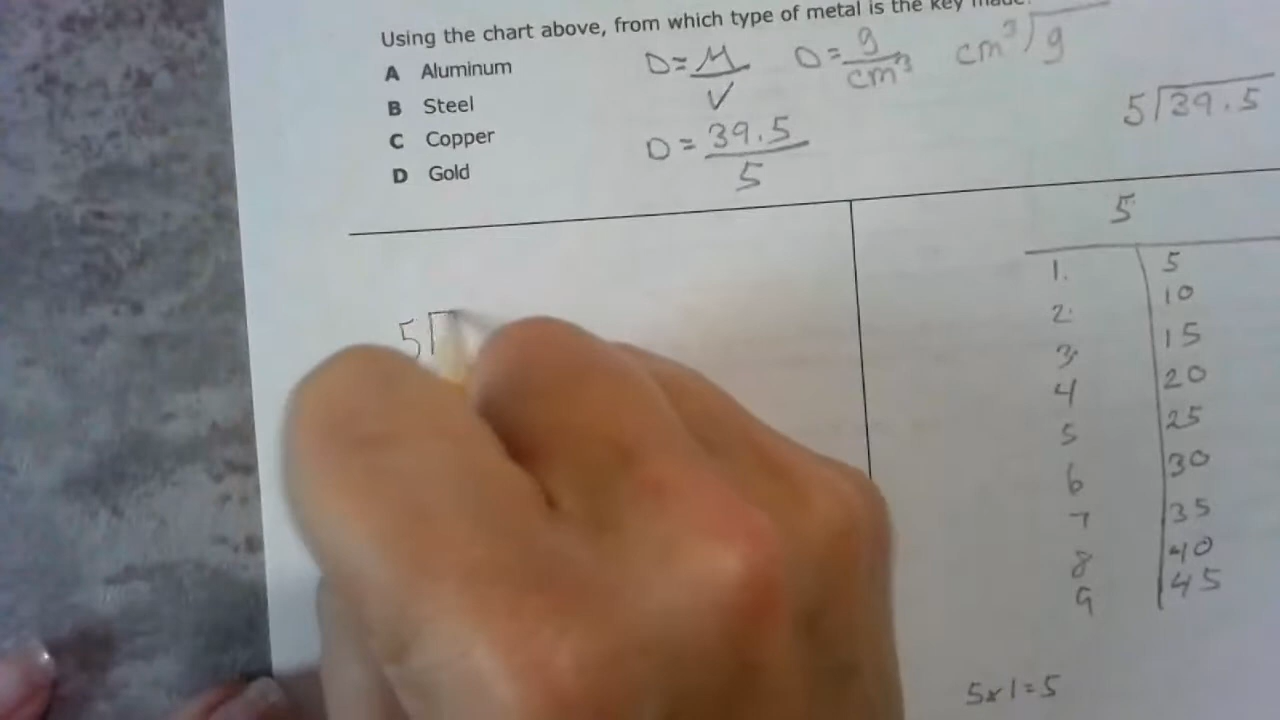 Using the chart above, from which type of metal is the key made?
A Aluminum
B Steel
C Copper
D Gold
D = M/V D = g/cm³ cm³⟌g
D = 39.5/5
5⟌39.5
5
1. 5
2. 10
3. 15
4 20
5 25
6 30
7 35
8 40
9 45
5⟌
5x1=5